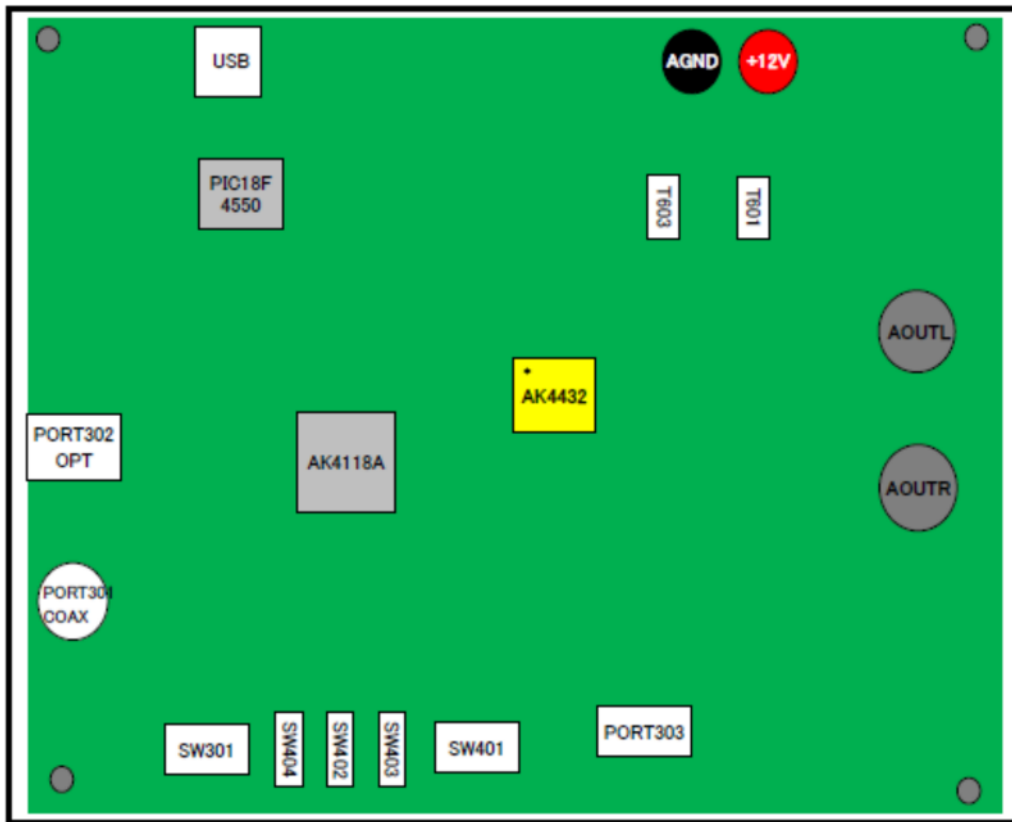 USB
AGND
+12V
PIC18F
4550
T603
T601
AOUTL
AK4432
PORT302
OPT
AK4118A
AOUTR
PORT301
COAX
SW301
SW404
SW402
SW403
SW401
PORT303